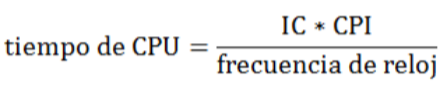 tiempo de CPU = IC * CPI / frecuencia de reloj